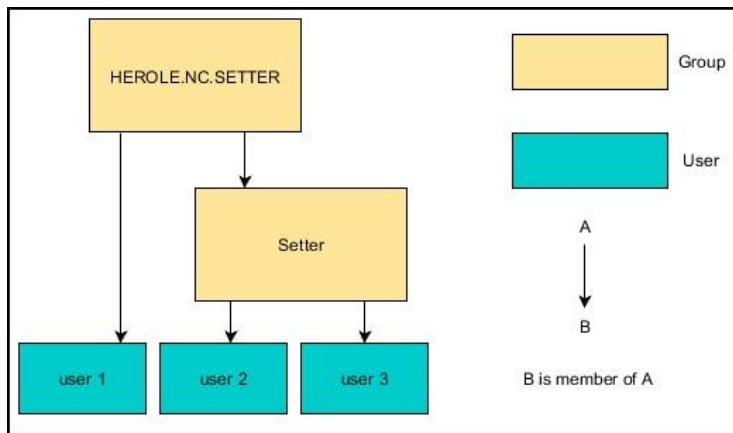 HEROLE.NC.SETTER
Group
User
Setter
A
B
user 1
user 2
user 3
B is member of A